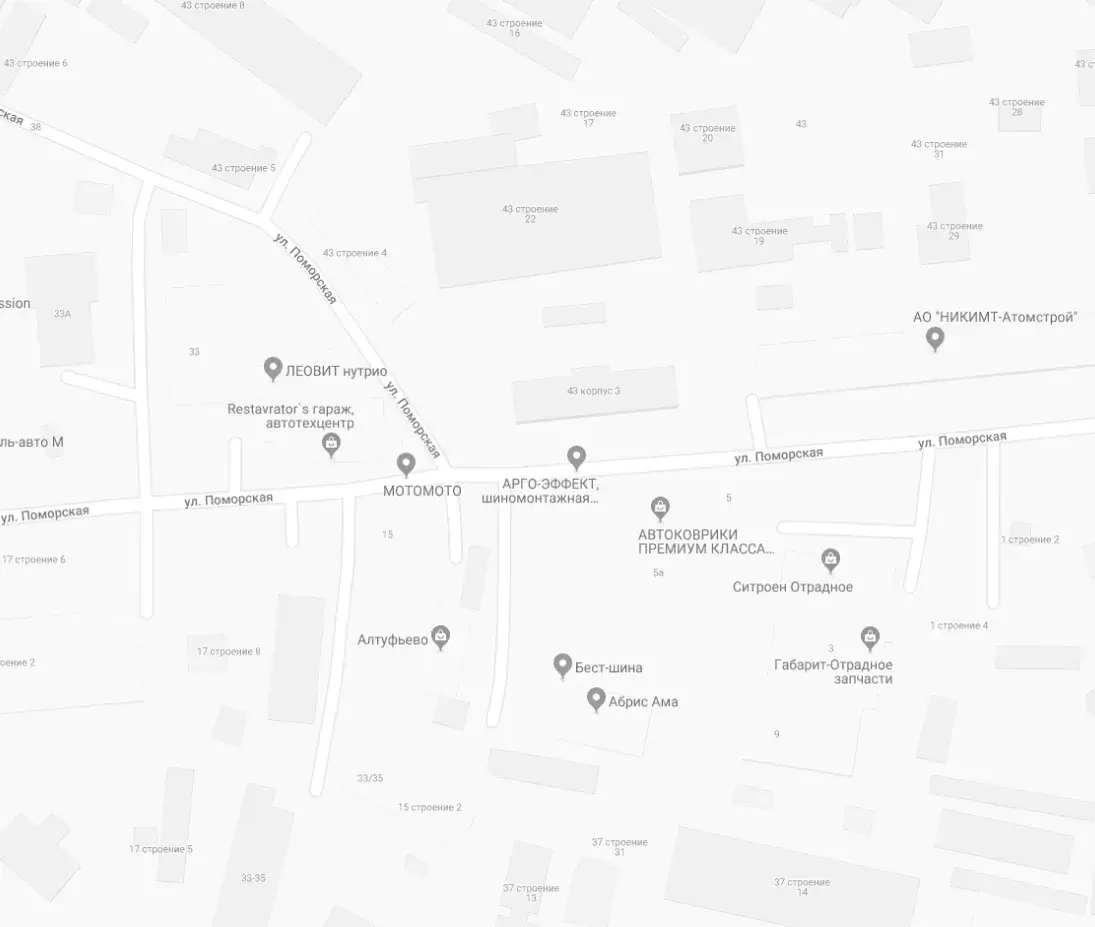 43 строение 8
43 строение
16
43 строение 6
43 ст
ская
38
43 строение
17
43 строение
20
43
43 строение
28
43 строение
31
43 строение 5
43 строение
22
43 строение
19
43 строение
29
ул. Поморская
43 строение 4
ssion
33А
АО "НИКИМТ-Атомстрой"
33
ЛЕОВИТ нутрио
43 корпус 3
ул. Поморская
Restavrator`s гараж,
автотехцентр
ль-авто М
ул. Поморская
ул. Поморская
МОТОМОТО
АРГО-ЭФФЕКТ,
шиномонтажная...
ул. Поморская
ул. Поморская
5
15
АВТОКОВРИКИ
ПРЕМИУМ КЛАССА...
1 строение 2
17 строение 6
5а
Ситроен Отрадное
1 строение 4
Алтуфьево
17 строение 8
3
оение 2
Габарит-Отрадное
запчасти
Бест-шина
Абрис Ама
9
33/35
15 строение 2
17 строение 5
37 строение
31
33-35
37 строение
13
37 строение
14